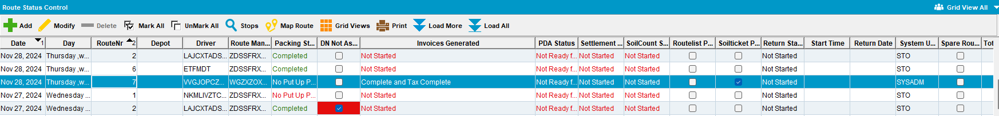 Route Status Control Grid View All
Add Modify Delete Mark All UnMark All Stops Map Route Grid Views Print Load More Load All
Date 1 Day RouteNr 2 Depot Driver Route Man... Packing St... DN Not As... Invoices Generated PDA Status Settlement ... SoilCount S... Routelist P... Soilticket P... Return Sta... Start Time Return Date System U... Spare Rou... Tot
Nov 28, 2024 Thursday ,w... 2 LAJCXTADS... ZDSSFRX... Completed Not Started Not Ready f... Not Started Not Started Not Started STO
Nov 28, 2024 Thursday ,w... 6 ETFMDT ZDSSFRX... Completed Not Started Not Ready f... Not Started Not Started Not Started STO
Nov 28, 2024 Thursday ,w... 7 VVGJOPCZ... WGZXZOX... No Put Up P... Complete and Tax Complete Not Ready f... Not Started Not Started Not Started SYSADM
Nov 27, 2024 Wednesday ... 1 NKMLIVZTC... ZDSSFRX... No Put Up P... Not Started Not Ready f... Not Started Not Started Not Started STO
Nov 27, 2024 Wednesday ... 2 LAJCXTADS... ZDSSFRX... Completed Not Started Not Ready f... Not Started Not Started Not Started STO